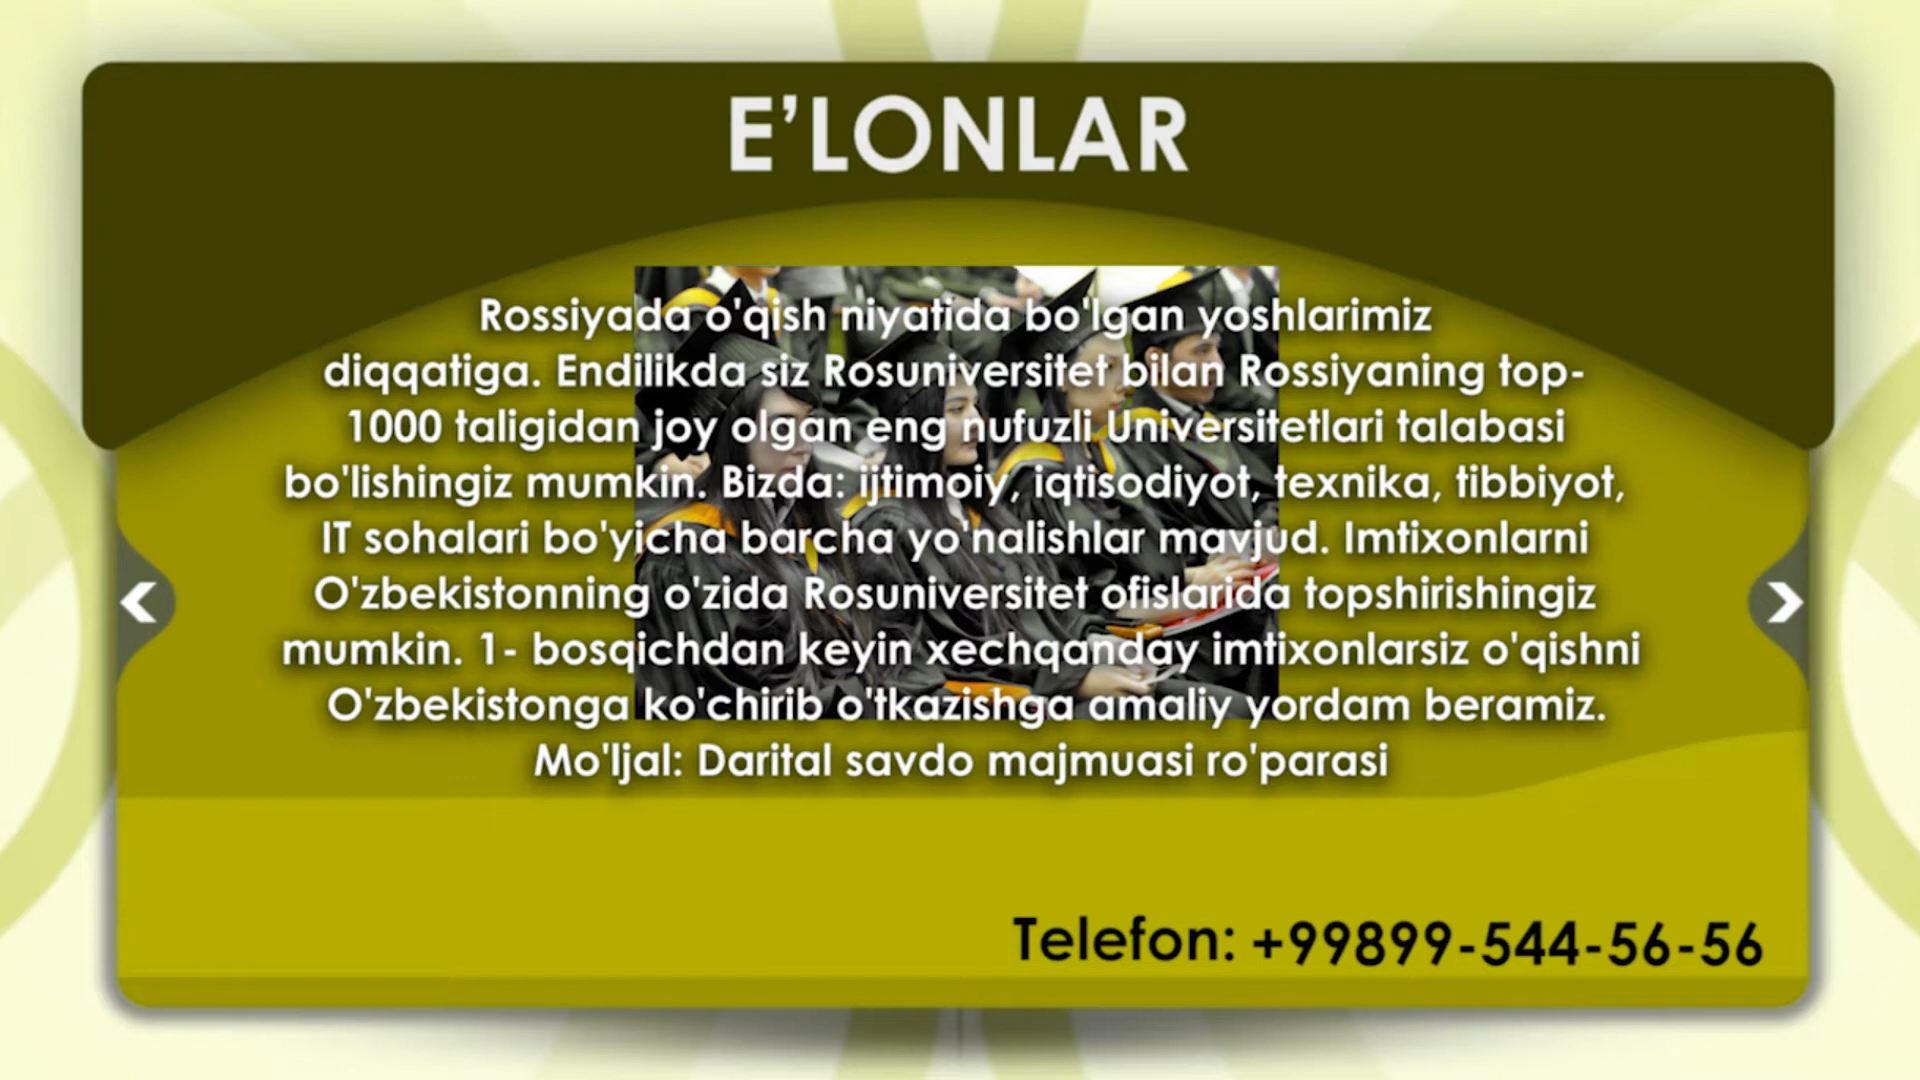 E’LONLAR
Rossiyada o'qish niyatida bo'lgan yoshlarimiz
diqqatiga. Endilikda siz Rosuniversitet bilan Rossiyaning top-
1000 taligidan joy olgan eng nufuzli Universitetlari talabasi
bo'lishingiz mumkin. Bizda: ijtimoiy, iqtisodiyot, texnika, tibbiyot,
IT sohalari bo'yicha barcha yo'nalishlar mavjud. Imtixonlarni
O'zbekistonning o'zida Rosuniversitet ofislarida topshirishingiz
mumkin. 1- bosqichdan keyin xechqanday imtixonlarsiz o'qishni
O'zbekistonga ko'chirib o'tkazishga amaliy yordam beramiz.
Mo'ljal: Darital savdo majmuasi ro'parasi
Telefon: +99899-544-56-56